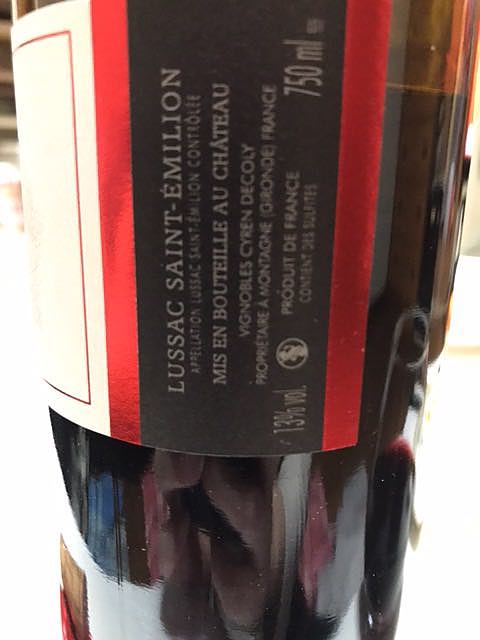 LUSSAC SAINT-ÉMILION
APPELLATION LUSSAC SAINT-ÉMILION CONTRÔLÉE
MIS EN BOUTEILLE AU CHÂTEAU
VIGNOBLES CYREN DECOLY
PROPRIÉTAIRE À MONTAGNE (GIRONDE) FRANCE
PRODUIT DE FRANCE
CONTIENT DES SULFITES
13% vol.
750 ml